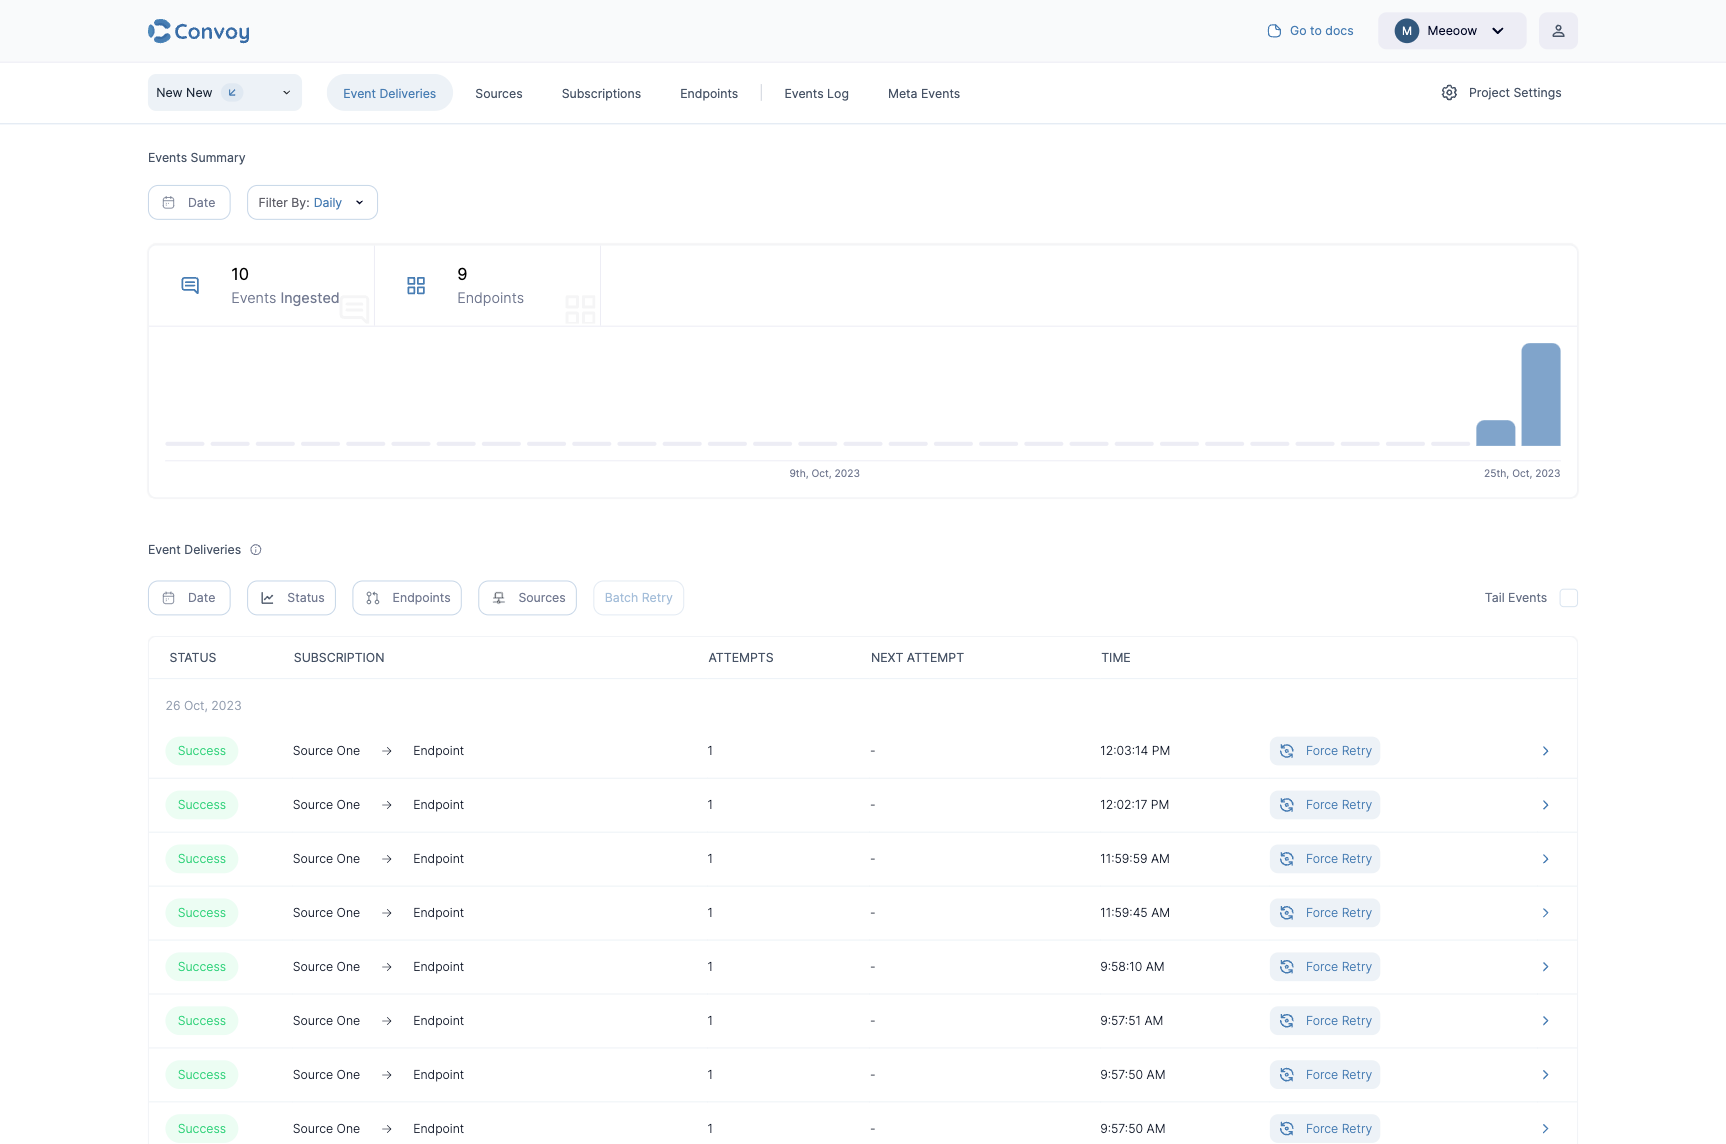 Convoy
Go to docs
M Meeoow
New New
Event Deliveries Sources Subscriptions Endpoints Events Log Meta Events
Project Settings
Events Summary
Date Filter By: Daily
10
Events Ingested
9
Endpoints
9th, Oct, 2023 25th, Oct, 2023
Event Deliveries
Date Status Endpoints Sources Batch Retry Tail Events
STATUS SUBSCRIPTION ATTEMPTS NEXT ATTEMPT TIME
26 Oct, 2023
Success Source One → Endpoint 1 - 12:03:14 PM Force Retry
Success Source One → Endpoint 1 - 12:02:17 PM Force Retry
Success Source One → Endpoint 1 - 11:59:59 AM Force Retry
Success Source One → Endpoint 1 - 11:59:45 AM Force Retry
Success Source One → Endpoint 1 - 9:58:10 AM Force Retry
Success Source One → Endpoint 1 - 9:57:51 AM Force Retry
Success Source One → Endpoint 1 - 9:57:50 AM Force Retry
Success Source One → Endpoint 1 - 9:57:50 AM Force Retry